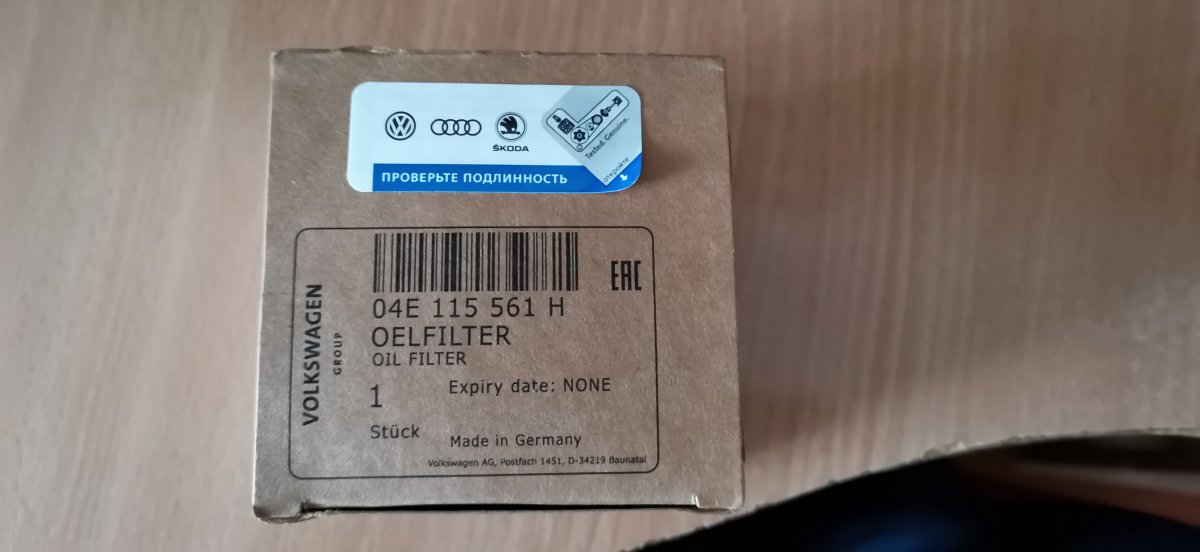 ŠKODA
Tested. Genuine.
откройте
ПРОВЕРЬТЕ ПОДЛИННОСТЬ
VOLKSWAGEN
GROUP
EAC
04E 115 561 H
OELFILTER
OIL FILTER
1
Expiry date: NONE
Stück
Made in Germany
Volkswagen AG, Postfach 1451, D-34219 Baunatal